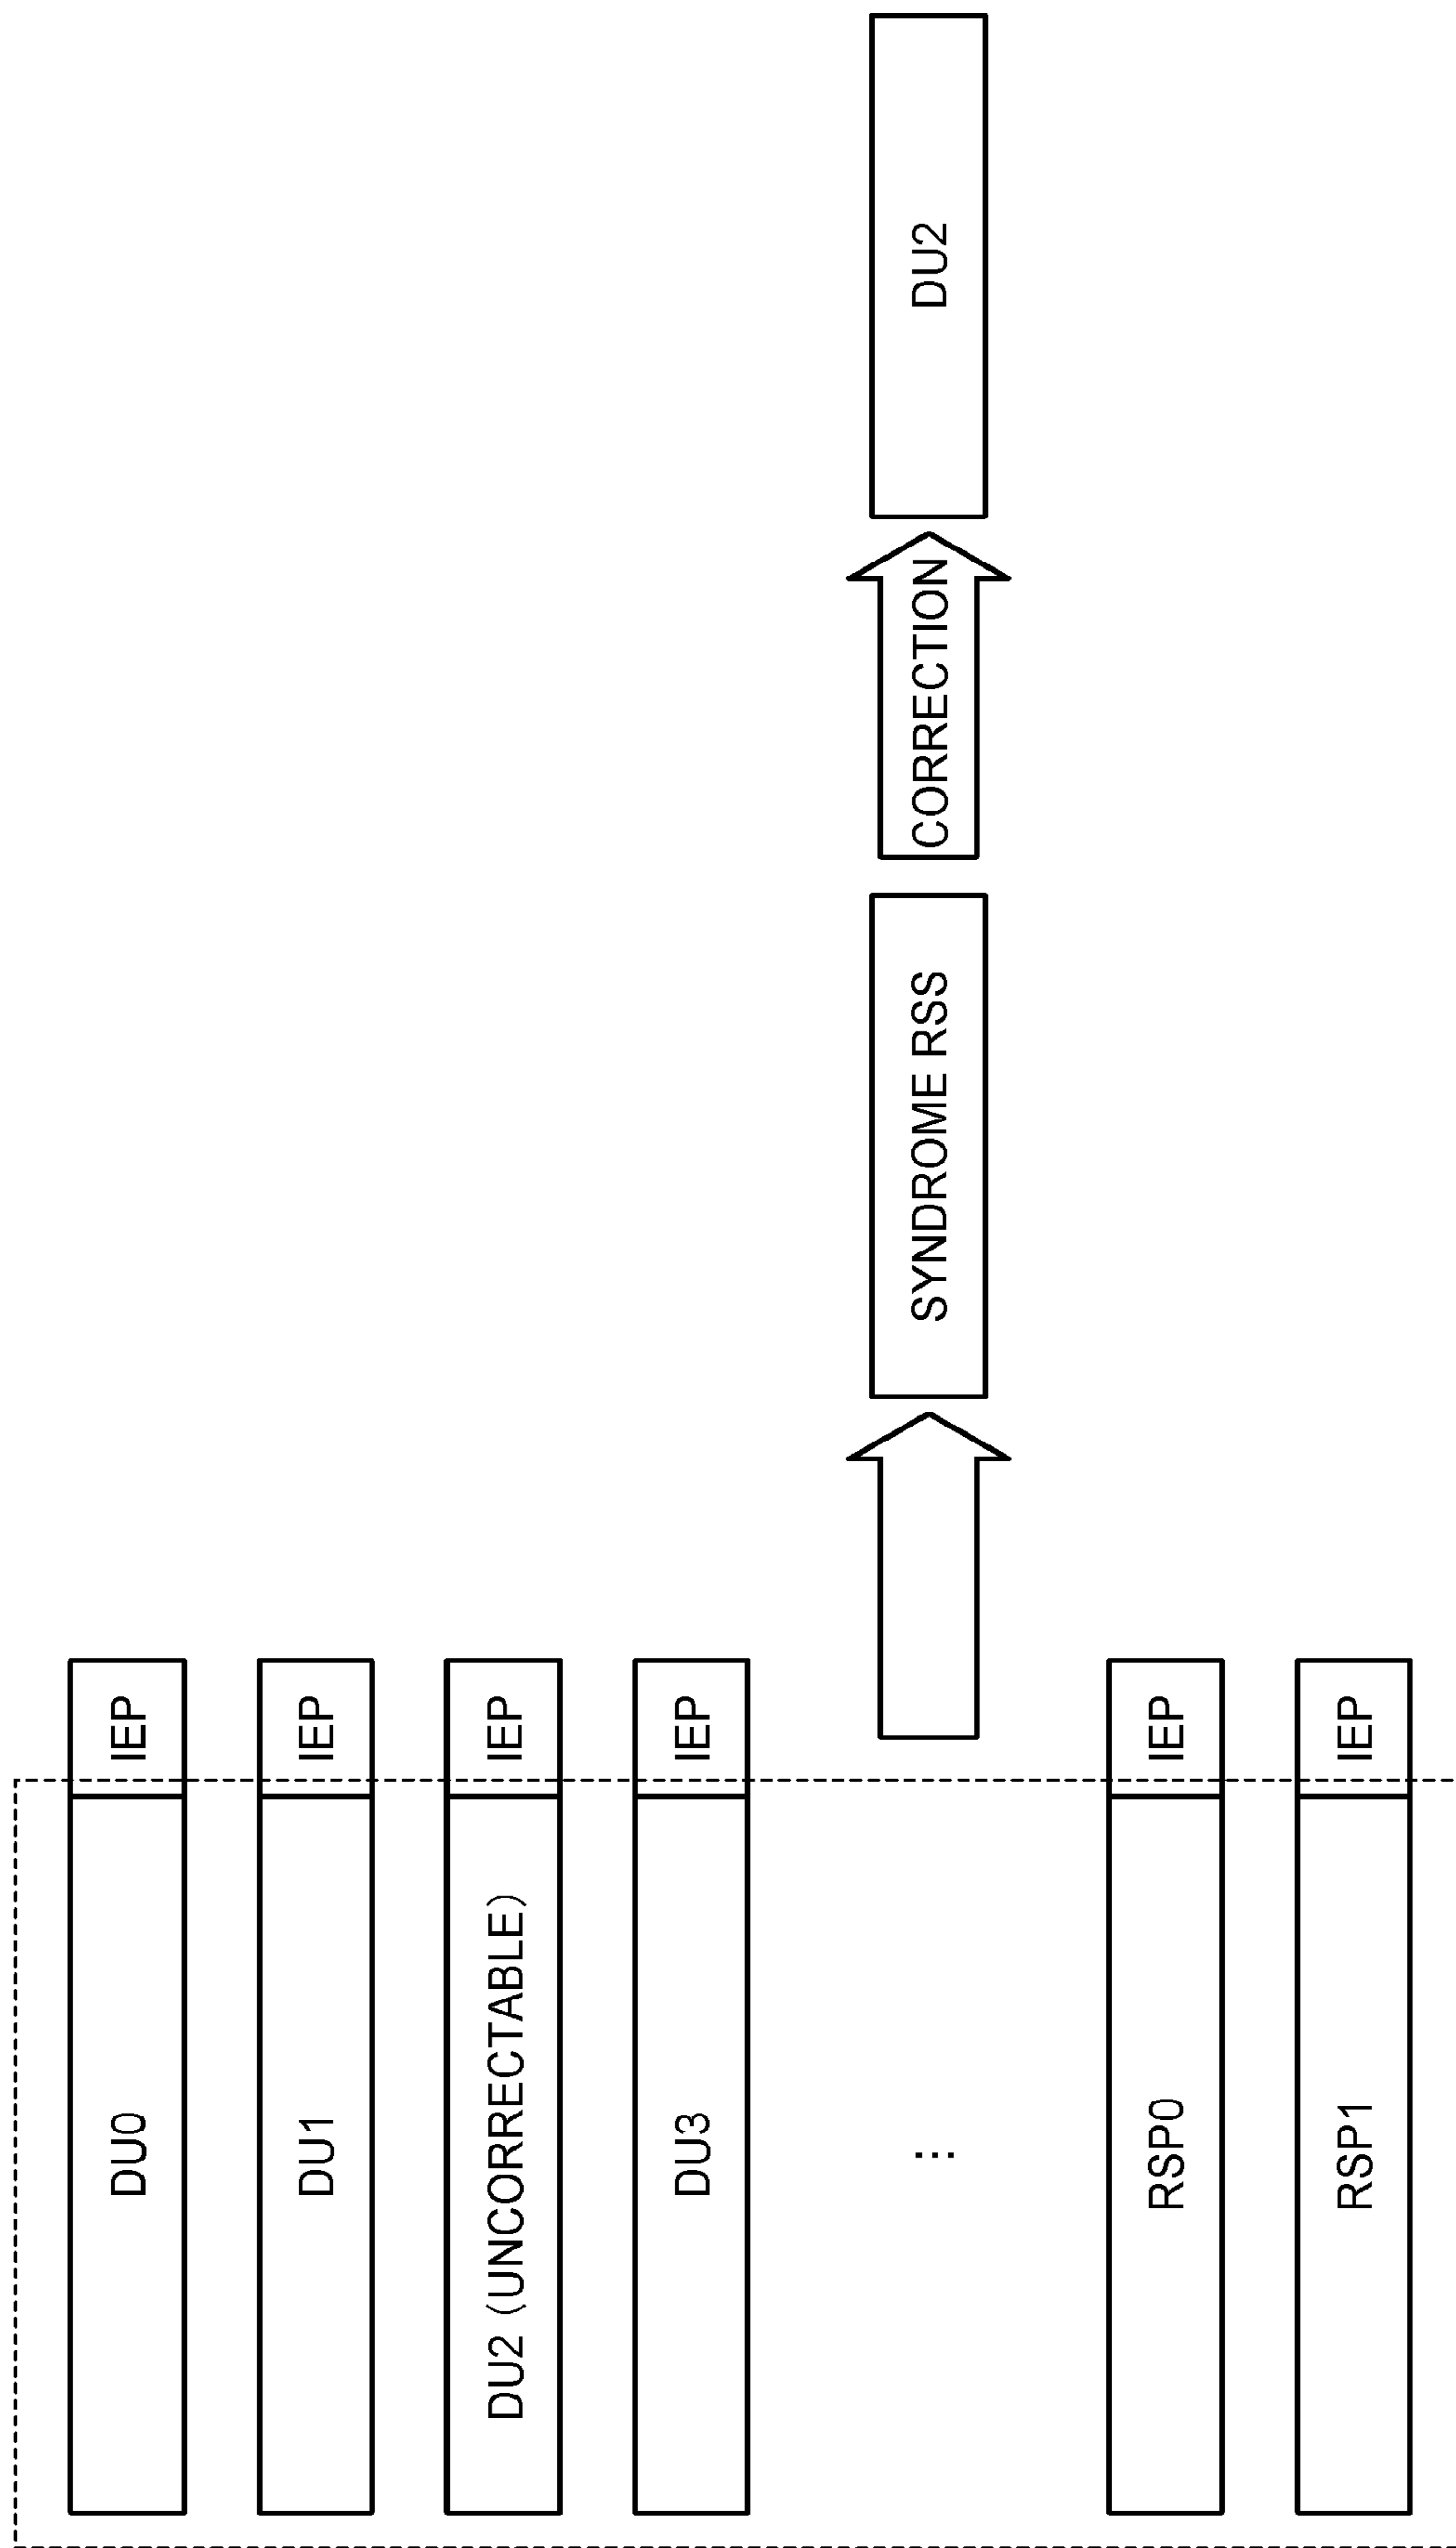 DU0 IEP
DU1 IEP
DU2 (UNCORRECTABLE) IEP
DU3 IEP
⋮
SYNDROME RSS
CORRECTION
DU2
RSP0 IEP
RSP1 IEP